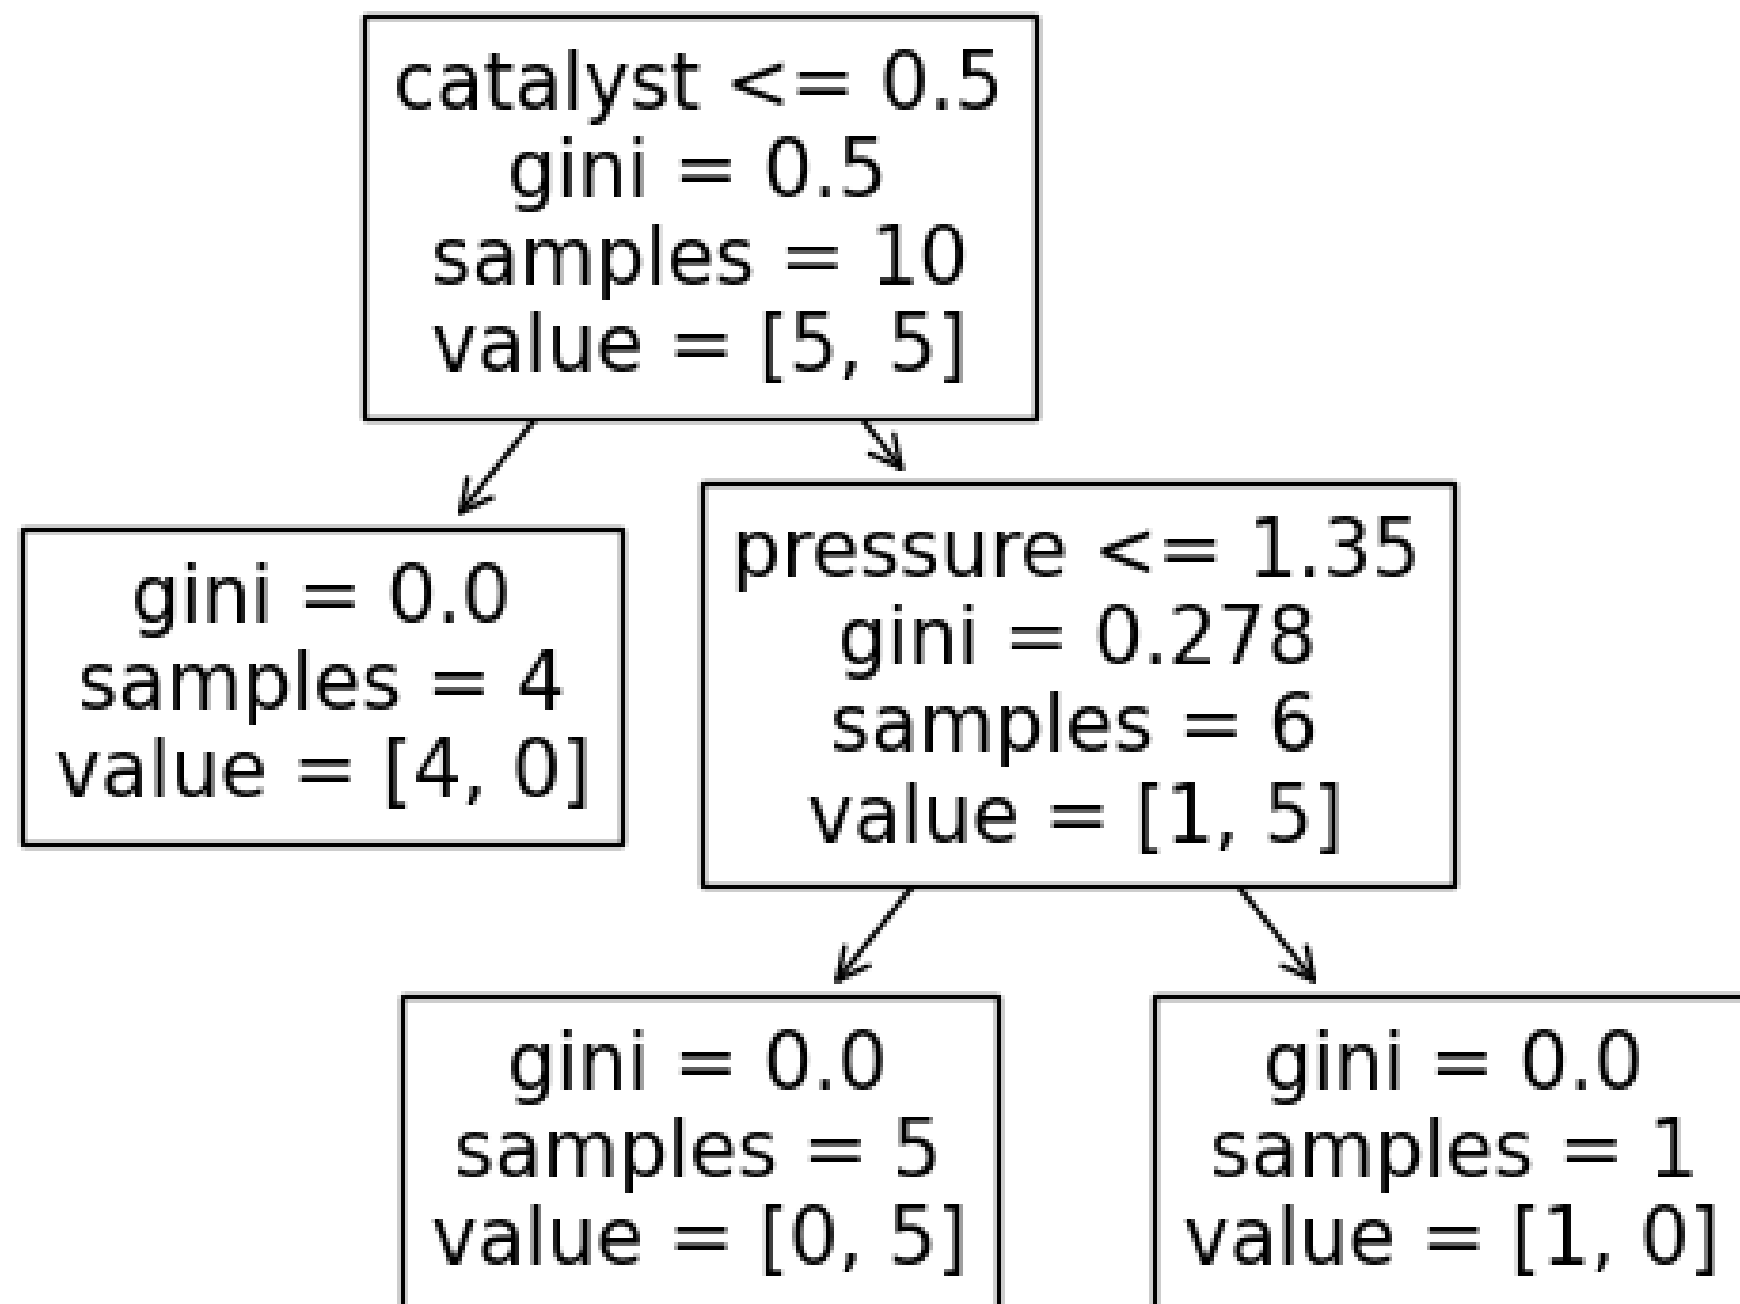 catalyst <= 0.5
gini = 0.5
samples = 10
value = [5, 5]
gini = 0.0
samples = 4
value = [4, 0]
pressure <= 1.35
gini = 0.278
samples = 6
value = [1, 5]
gini = 0.0
samples = 5
value = [0, 5]
gini = 0.0
samples = 1
value = [1, 0]